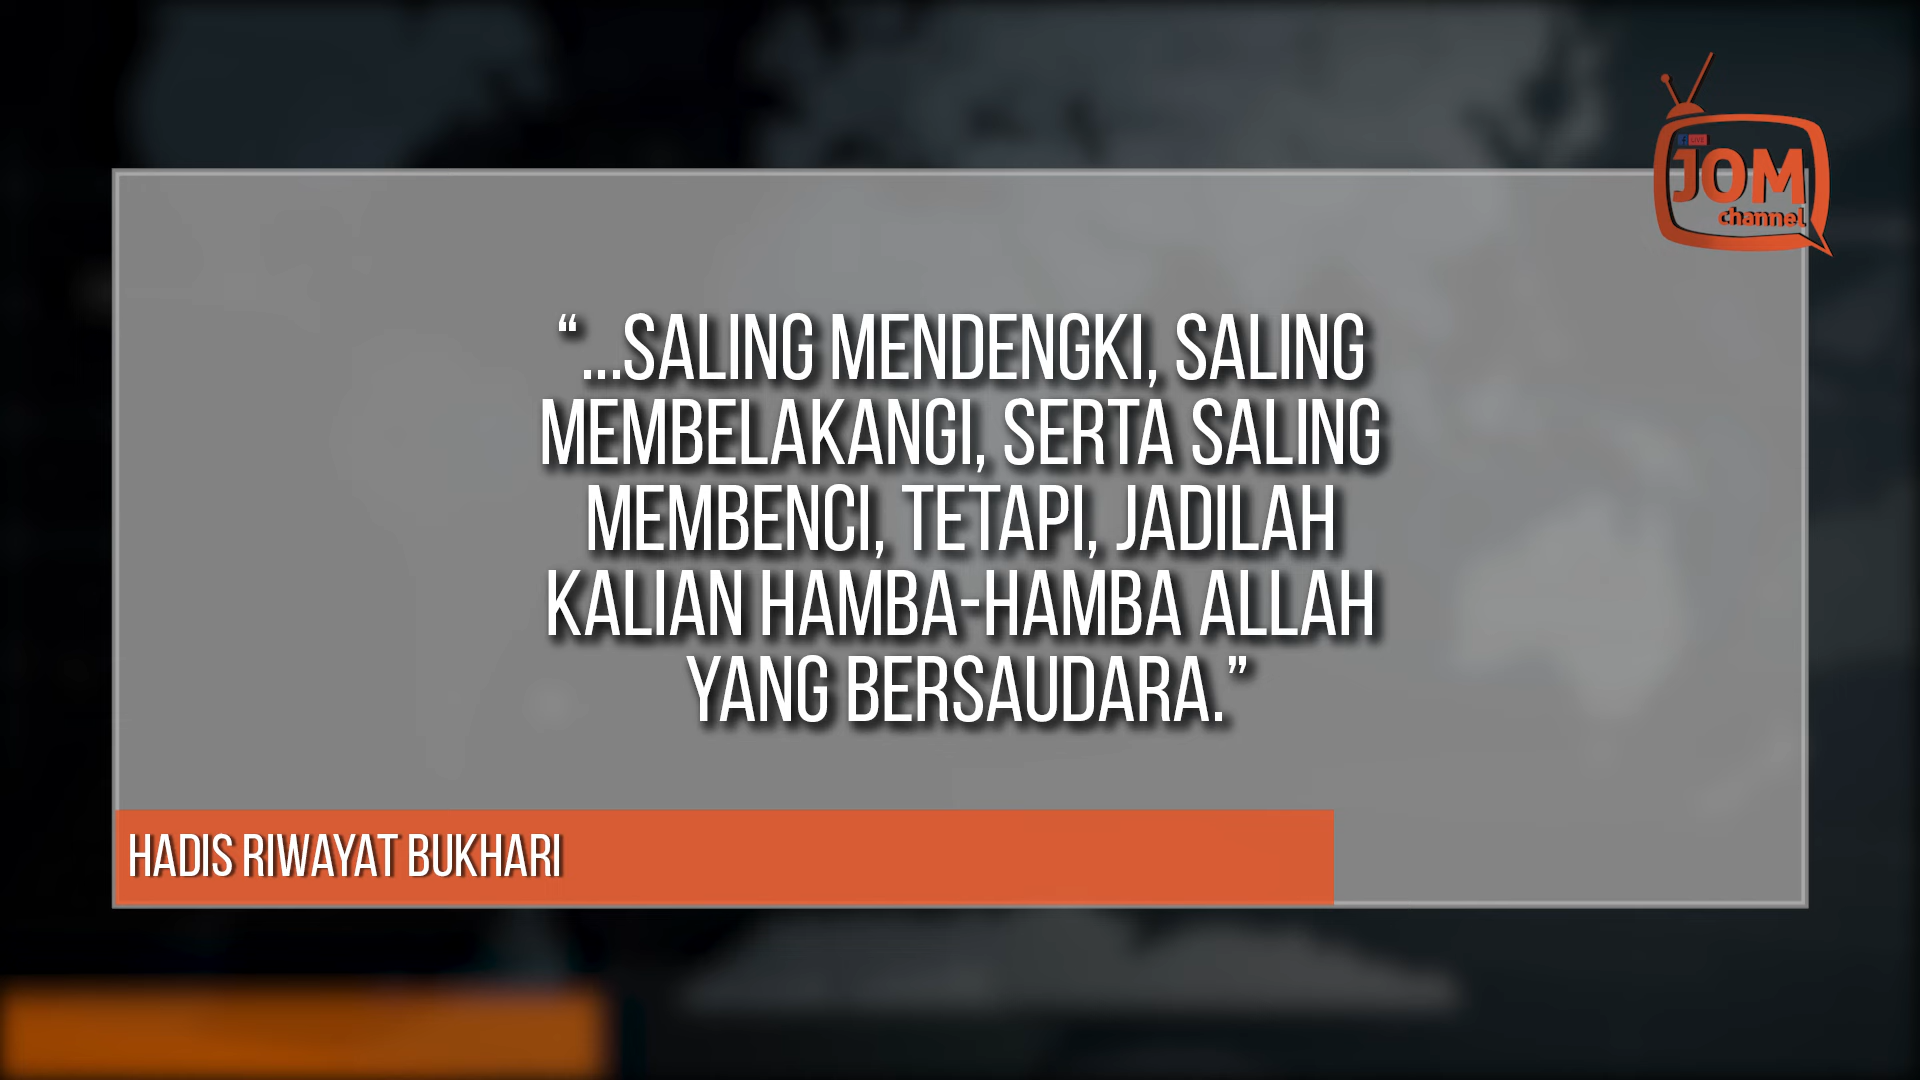 JOM
channel
“...SALING MENDENGKI, SALING
MEMBELAKANGI, SERTA SALING
MEMBENCI, TETAPI, JADILAH
KALIAN HAMBA-HAMBA ALLAH
YANG BERSAUDARA.”
HADIS RIWAYAT BUKHARI